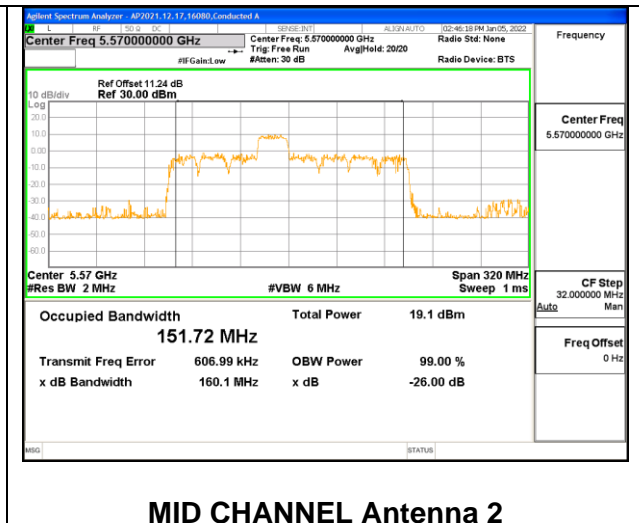 Agilent Spectrum Analyzer - AP2021.12.17,16080,Conducted A
L RF 50 Ω DC SENSE:INT ALIGN AUTO 02:46:18 PM Jan 05, 2022
Center Freq 5.570000000 GHz Center Freq: 5.570000000 GHz Radio Std: None Frequency
Trig: Free Run Avg|Hold: 20/20
#IFGain:Low #Atten: 30 dB Radio Device: BTS
Ref Offset 11.24 dB
10 dB/div Ref 30.00 dBm
Log
20.0
10.0
0.00
-10.0
-20.0
-30.0
-40.0
-50.0
-60.0
Center Freq
5.570000000 GHz
Center 5.57 GHz Span 320 MHz
#Res BW 2 MHz #VBW 6 MHz Sweep 1 ms
CF Step
32.000000 MHz
Auto Man
Occupied Bandwidth Total Power 19.1 dBm
151.72 MHz
Freq Offset
0 Hz
Transmit Freq Error 606.99 kHz OBW Power 99.00 %
x dB Bandwidth 160.1 MHz x dB -26.00 dB
MSG STATUS
MID CHANNEL Antenna 2